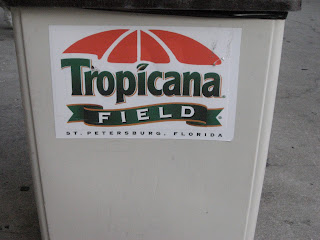 Tropicana
FIELD
ST. PETERSBURG, FLORIDA